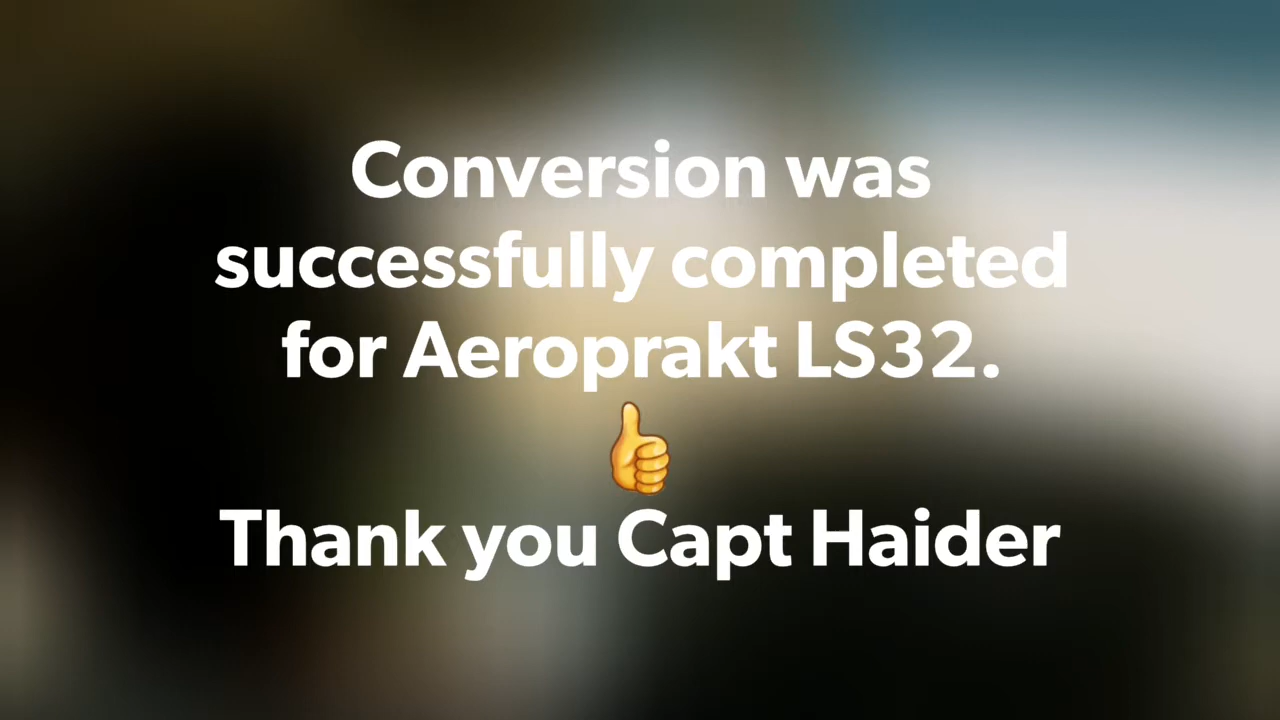 Conversion was
successfully completed
for Aeroprakt LS32.
👍
Thank you Capt Haider